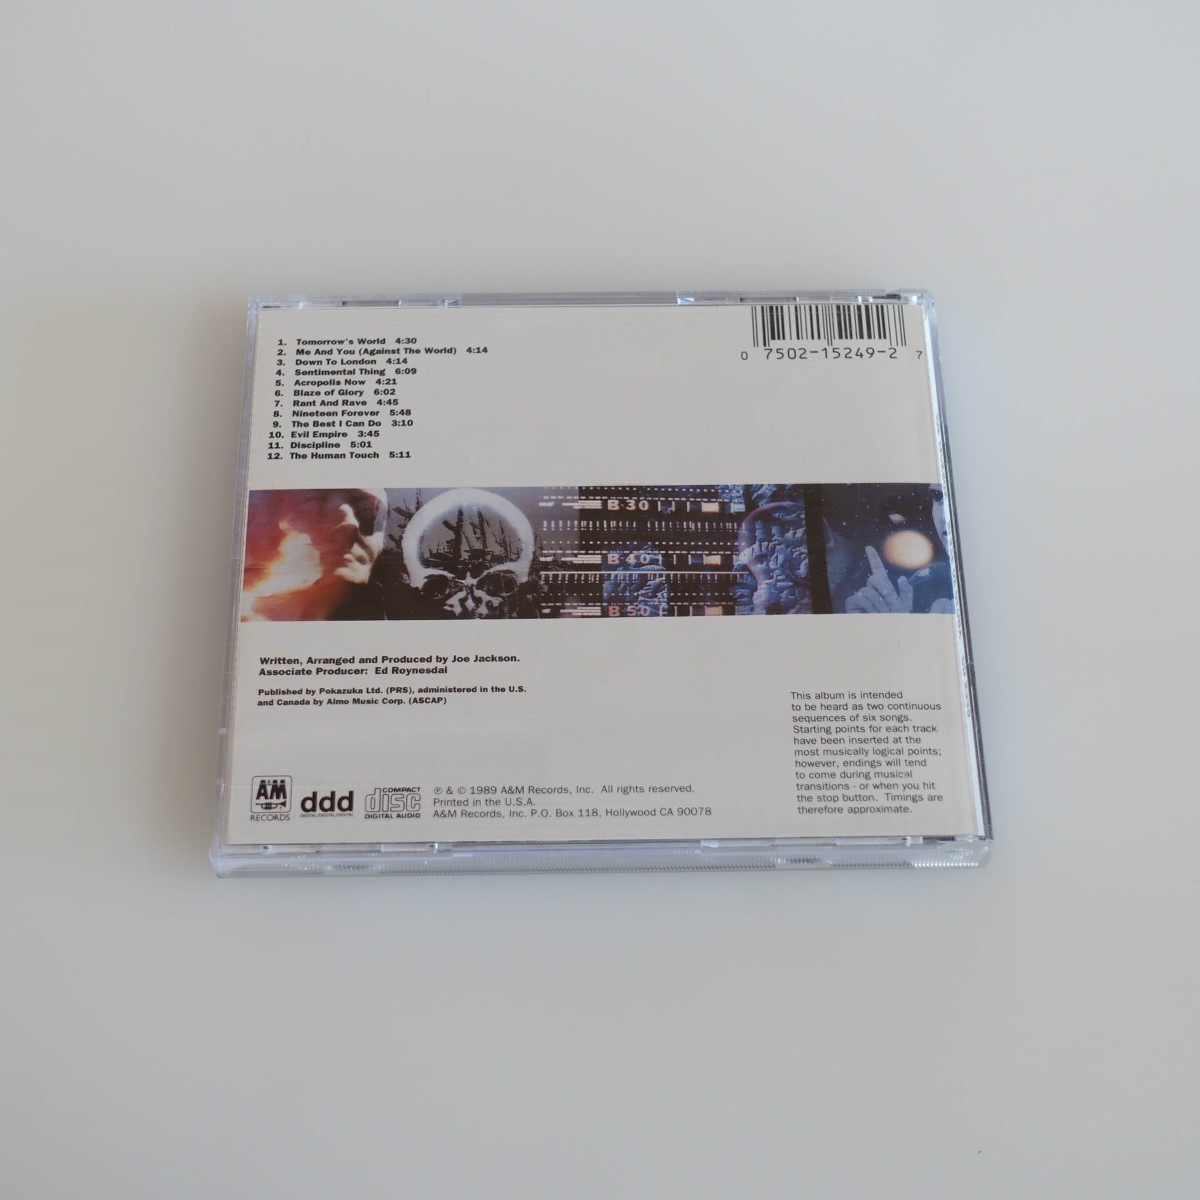 1. Tomorrow's World 4:30
2. Me And You (Against The World) 4:14
3. Down To London 4:14
4. Sentimental Thing 6:09
5. Acropolis Now 4:21
6. Blaze of Glory 6:02
7. Rant And Rave 4:45
8. Nineteen Forever 5:48
9. The Best I Can Do 3:10
10. Evil Empire 3:45
11. Discipline 5:01
12. The Human Touch 5:11
0 7502-15249-2 7
B 30
B 40
B 50
Written, Arranged and Produced by Joe Jackson.
Associate Producer: Ed Roynesdal
Published by Pokazuka Ltd. (PRS), administered in the U.S.
and Canada by Almo Music Corp. (ASCAP)
This album is intended
to be heard as two continuous
sequences of six songs.
Starting points for each track
have been inserted at the
most musically logical points;
however, endings will tend
to come during musical
transitions - or when you hit
the stop button. Timings are
therefore approximate.
A&M
RECORDS
ddd
DIGITAL/DIGITAL/DIGITAL
COMPACT
disc
DIGITAL AUDIO
℗ & © 1989 A&M Records, Inc. All rights reserved.
Printed in the U.S.A.
A&M Records, Inc. P.O. Box 118, Hollywood CA 90078